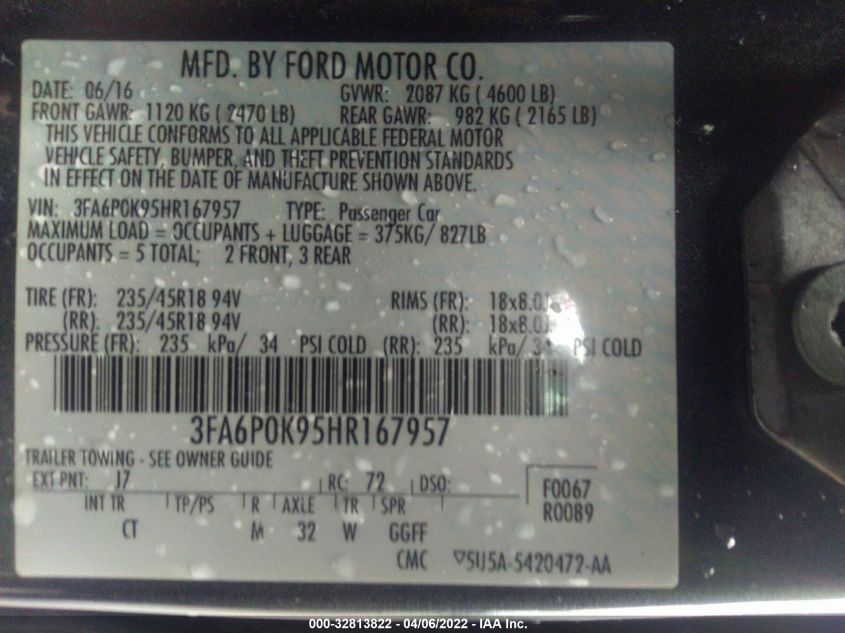 MFD. BY FORD MOTOR CO.
DATE: 06/16 GVWR: 2087 KG ( 4600 LB)
FRONT GAWR: 1120 KG ( 2470 LB) REAR GAWR: 982 KG ( 2165 LB)
THIS VEHICLE CONFORMS TO ALL APPLICABLE FEDERAL MOTOR
VEHICLE SAFETY, BUMPER, AND THEFT PREVENTION STANDARDS
IN EFFECT ON THE DATE OF MANUFACTURE SHOWN ABOVE.
VIN: 3FA6P0K95HR167957 TYPE: Passenger Car
MAXIMUM LOAD = OCCUPANTS + LUGGAGE = 375KG/ 827LB
OCCUPANTS = 5 TOTAL; 2 FRONT, 3 REAR
TIRE (FR): 235/45R18 94V RIMS (FR): 18x8.0J
(RR): 235/45R18 94V (RR): 18x8.0J
PRESSURE (FR): 235 kPa/ 34 PSI COLD (RR): 235 kPa/ 34 PSI COLD
3FA6P0K95HR167957
TRAILER TOWING - SEE OWNER GUIDE
EXT PNT: J7 RC: 72 DSO:
F0067
R0089
INT TR TP/PS R AXLE TR SPR
CT M 32 W GGFF
CMC ▽5U5A-5420472-AA
000-32813822 - 04/06/2022 - IAA Inc.